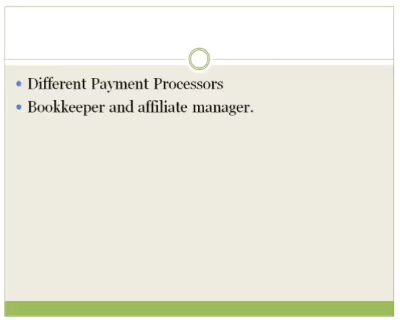 Different Payment Processors
Bookkeeper and affiliate manager.